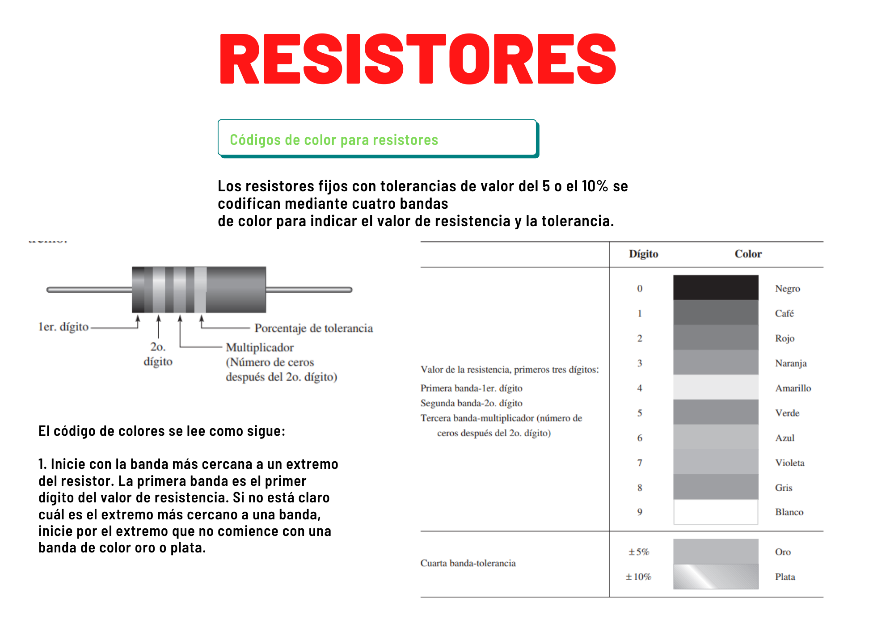 RESISTORES
Códigos de color para resistores
Los resistores fijos con tolerancias de valor del 5 o el 10% se
codifican mediante cuatro bandas
de color para indicar el valor de resistencia y la tolerancia.
1er. dígito
2o.
dígito
Multiplicador
(Número de ceros
después del 2o. dígito)
Porcentaje de tolerancia
El código de colores se lee como sigue:
1. Inicie con la banda más cercana a un extremo
del resistor. La primera banda es el primer
dígito del valor de resistencia. Si no está claro
cuál es el extremo más cercano a una banda,
inicie por el extremo que no comience con una
banda de color oro o plata.
Dígito Color
Valor de la resistencia, primeros tres dígitos:
Primera banda-1er. dígito
Segunda banda-2o. dígito
Tercera banda-multiplicador (número de
ceros después del 2o. dígito)
0 Negro
1 Café
2 Rojo
3 Naranja
4 Amarillo
5 Verde
6 Azul
7 Violeta
8 Gris
9 Blanco
Cuarta banda-tolerancia
±5% Oro
±10% Plata